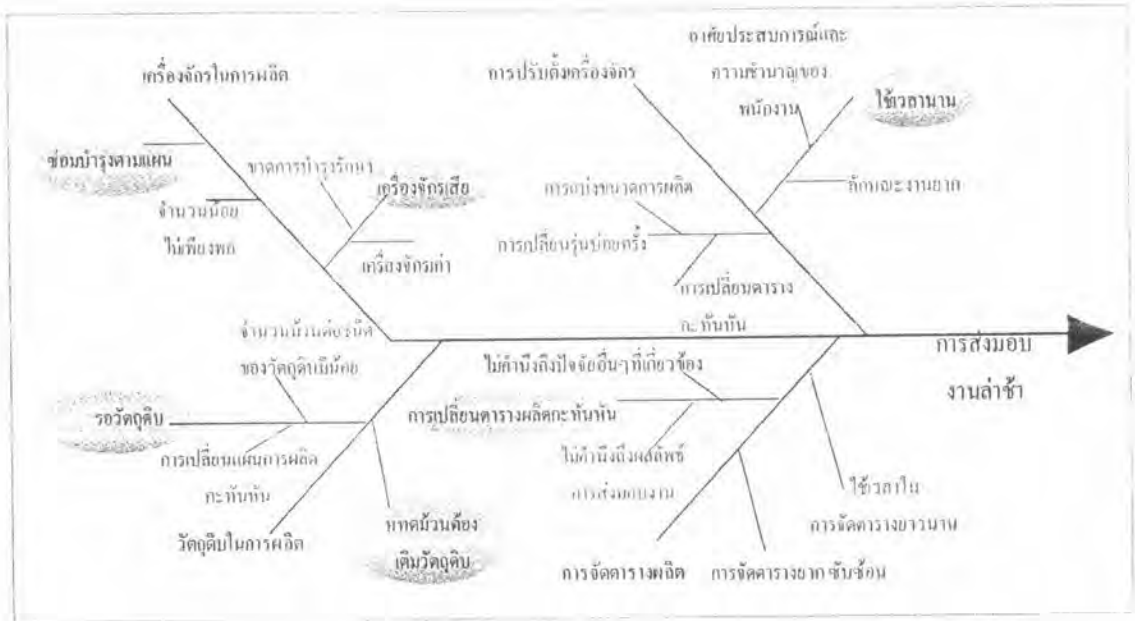 เครื่องจักรในการผลิต
ซ่อมบำรุงตามแผน
จำนวนน้อย
ไม่เพียงพอ
ขาดการบำรุงรักษา
เครื่องจักรเสีย
เครื่องจักรเก่า
การปรับตั้งเครื่องจักร
อาศัยประสบการณ์และ
ความชำนาญของ
พนักงาน
ใช้เวลานาน
ลักษณะงานยาก
การแบ่งขนาดการผลิต
การเปลี่ยนรุ่นบ่อยครั้ง
การเปลี่ยนตาราง
กะทันหัน
การส่งมอบ
งานล่าช้า
จำนวนม้วนต่อชนิด
ของวัตถุดิบมีน้อย
รอวัตถุดิบ
การเปลี่ยนแผนการผลิต
กะทันหัน
วัตถุดิบในการผลิต
หมดม้วนต้อง
เติมวัตถุดิบ
ไม่คำนึงถึงปัจจัยอื่นๆที่เกี่ยวข้อง
การเปลี่ยนตารางผลิตกะทันหัน
ไม่คำนึงถึงผลลัพธ์
การส่งมอบงาน
การจัดตารางผลิต
การจัดตารางยาก ซับซ้อน
ใช้เวลาใน
การจัดตารางยาวนาน